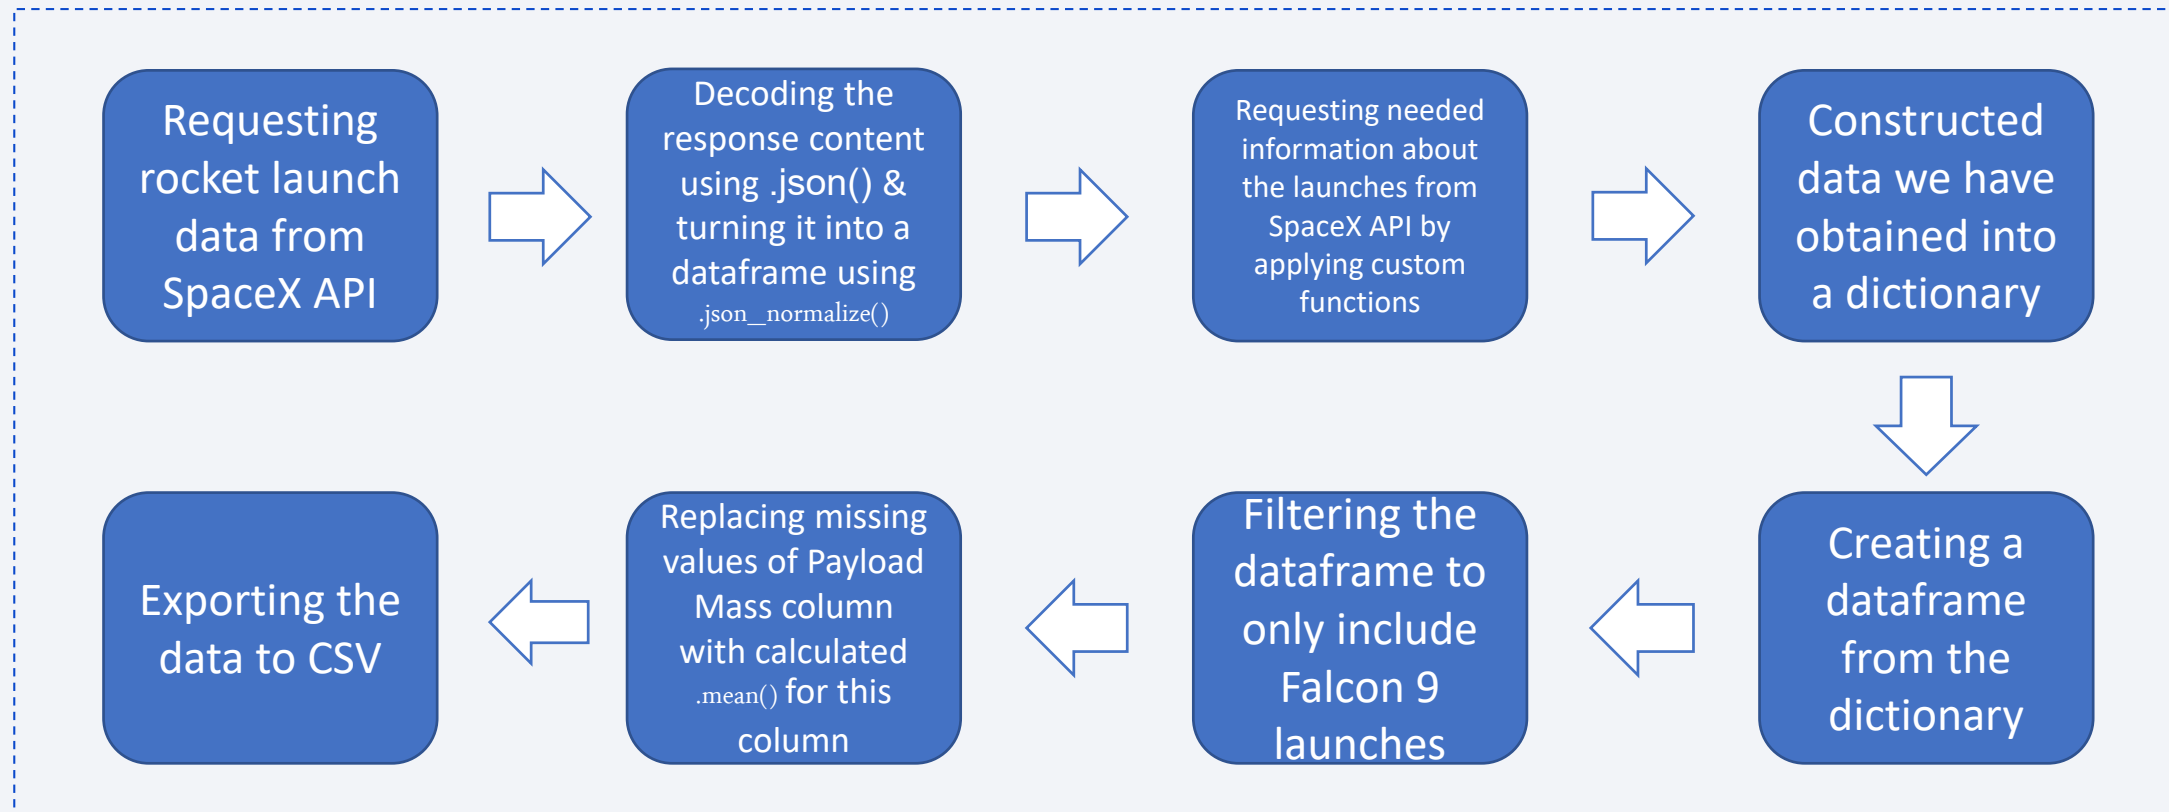 Requesting
rocket launch
data from
SpaceX API
Decoding the
response content
using .json() &
turning it into a
dataframe using
.json_normalize()
Requesting needed
information about
the launches from
SpaceX API by
applying custom
functions
Constructed
data we have
obtained into
a dictionary
Creating a
dataframe
from the
dictionary
Filtering the
dataframe to
only include
Falcon 9
launches
Replacing missing
values of Payload
Mass column
with calculated
.mean() for this
column
Exporting the
data to CSV